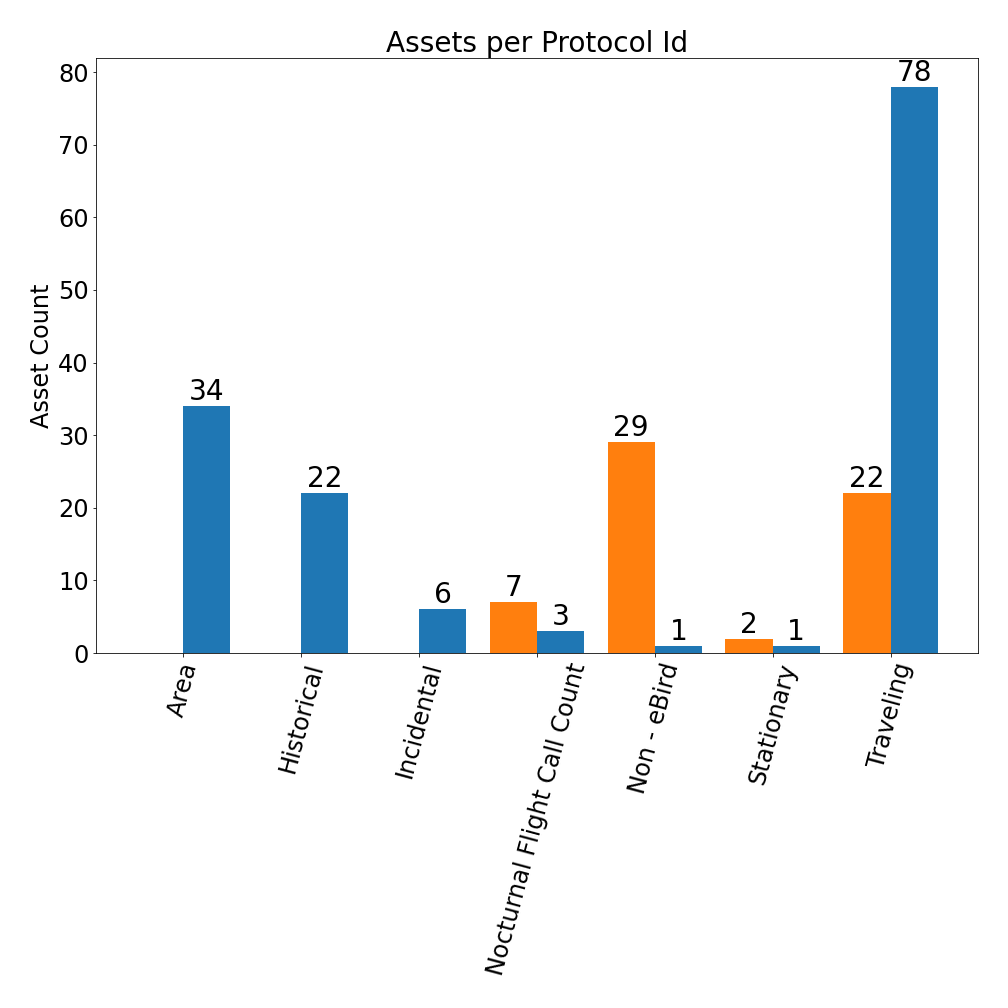 Assets per Protocol Id
Asset Count
80
70
60
50
40
30
20
10
0
34
22
6
7
3
29
1
2
1
22
78
Area
Historical
Incidental
Nocturnal Flight Call Count
Non - eBird
Stationary
Traveling